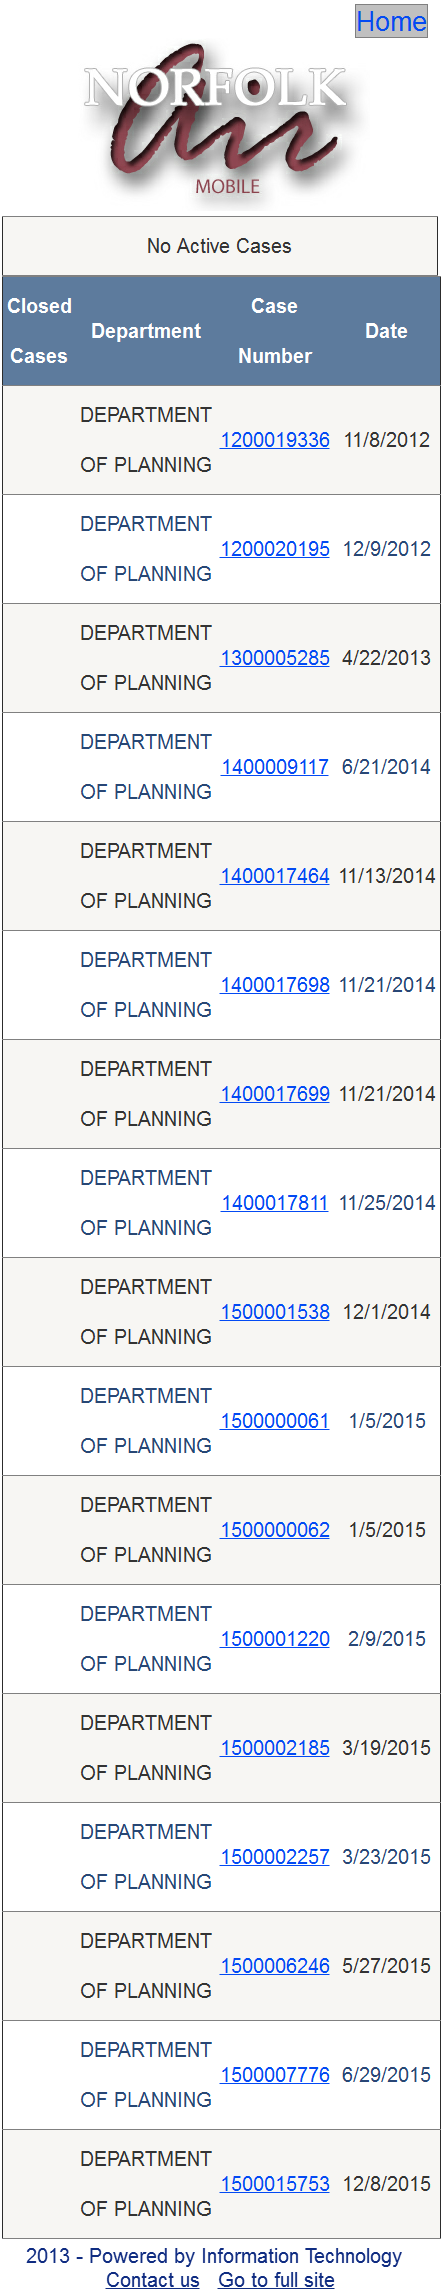 Home
NORFOLK
Air
MOBILE
No Active Cases
Closed Cases Department Case Number Date
DEPARTMENT OF PLANNING 1200019336 11/8/2012
DEPARTMENT OF PLANNING 1200020195 12/9/2012
DEPARTMENT OF PLANNING 1300005285 4/22/2013
DEPARTMENT OF PLANNING 1400009117 6/21/2014
DEPARTMENT OF PLANNING 1400017464 11/13/2014
DEPARTMENT OF PLANNING 1400017698 11/21/2014
DEPARTMENT OF PLANNING 1400017699 11/21/2014
DEPARTMENT OF PLANNING 1400017811 11/25/2014
DEPARTMENT OF PLANNING 1500001538 12/1/2014
DEPARTMENT OF PLANNING 1500000061 1/5/2015
DEPARTMENT OF PLANNING 1500000062 1/5/2015
DEPARTMENT OF PLANNING 1500001220 2/9/2015
DEPARTMENT OF PLANNING 1500002185 3/19/2015
DEPARTMENT OF PLANNING 1500002257 3/23/2015
DEPARTMENT OF PLANNING 1500006246 5/27/2015
DEPARTMENT OF PLANNING 1500007776 6/29/2015
DEPARTMENT OF PLANNING 1500015753 12/8/2015
2013 - Powered by Information Technology
Contact us Go to full site